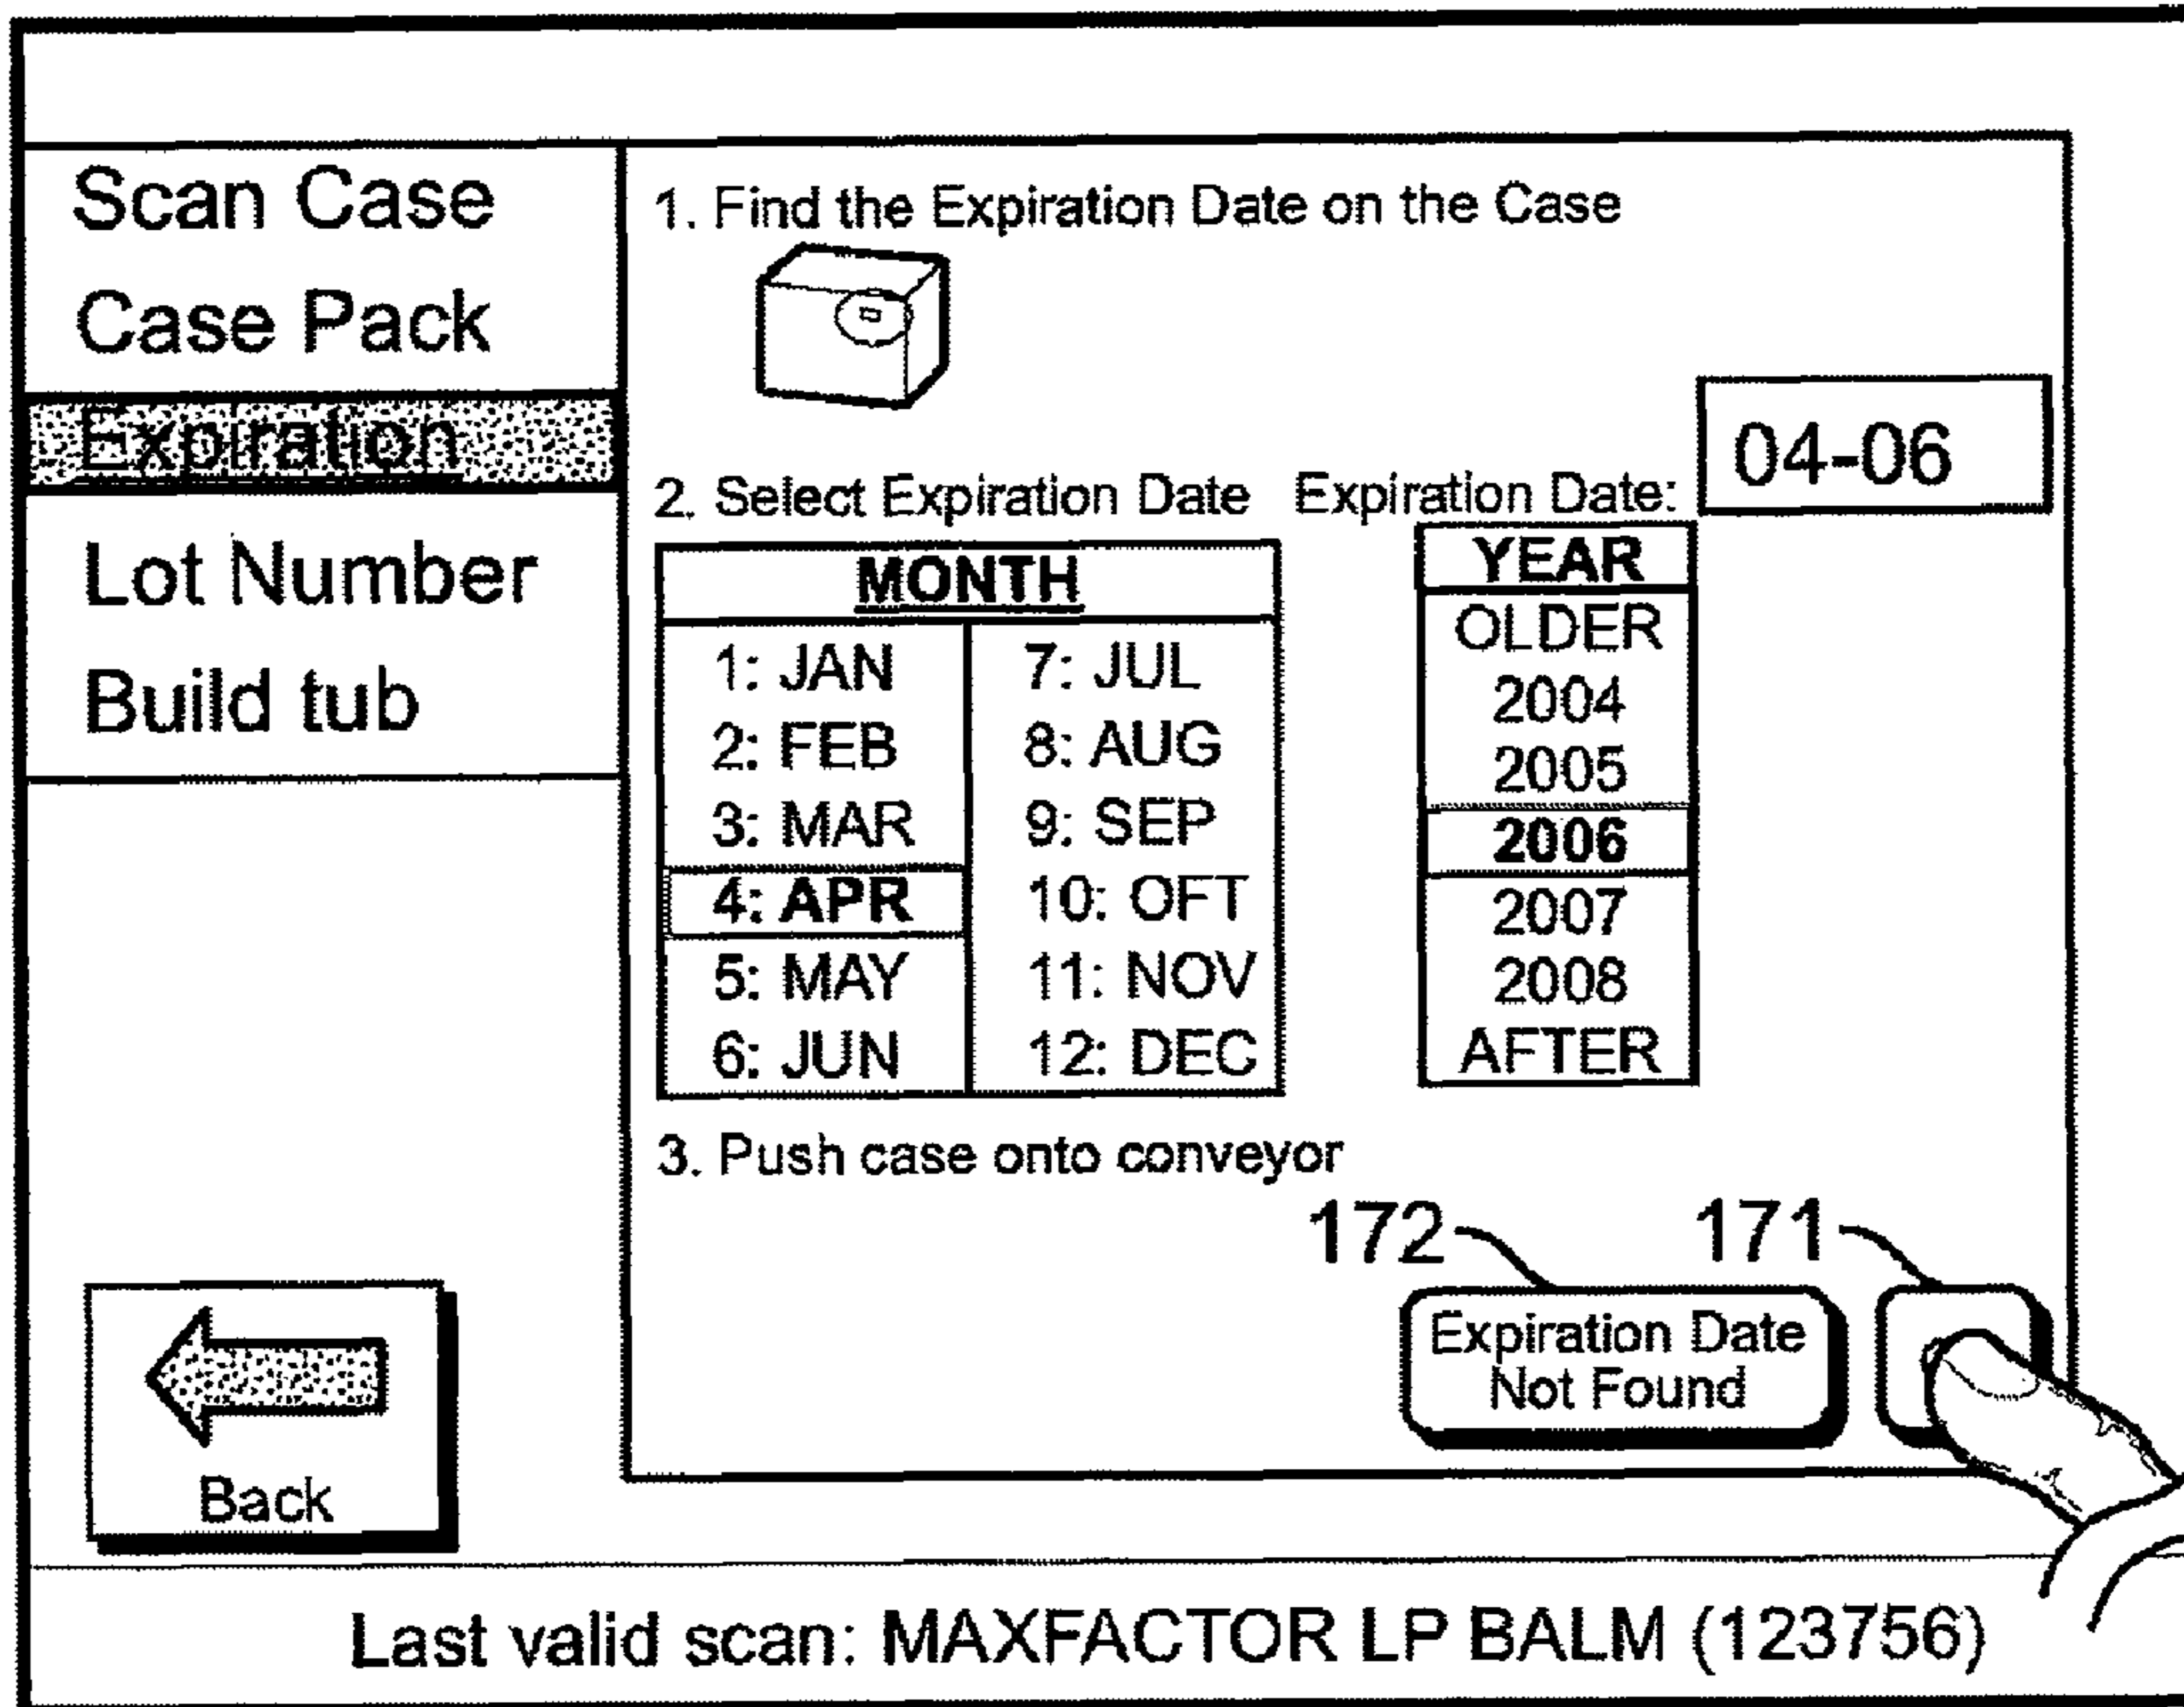 Scan Case
Case Pack
Expiration
Lot Number
Build tub
Back
1. Find the Expiration Date on the Case
2. Select Expiration Date
Expiration Date: 04-06
MONTH
1: JAN 7: JUL
2: FEB 8: AUG
3: MAR 9: SEP
4: APR 10: OFT
5: MAY 11: NOV
6: JUN 12: DEC
YEAR
OLDER
2004
2005
2006
2007
2008
AFTER
3. Push case onto conveyor
172 171
Expiration Date
Not Found
Last valid scan: MAXFACTOR LP BALM (123756)